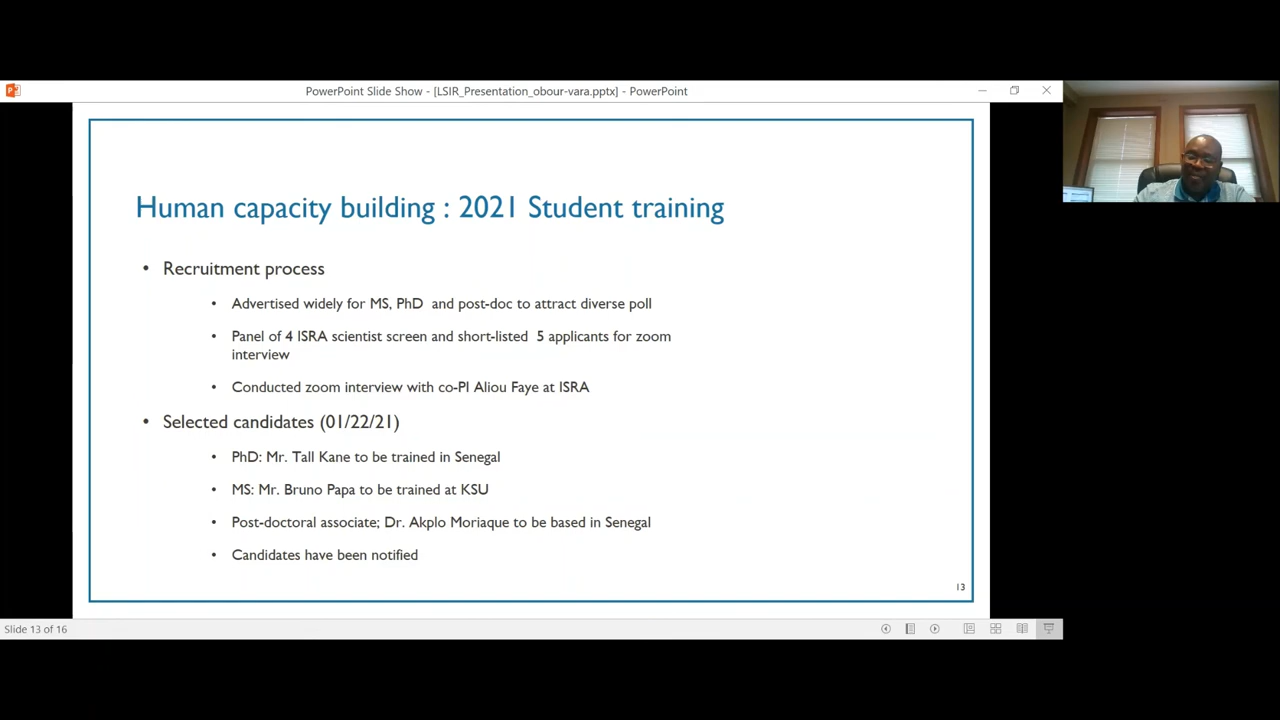 PowerPoint Slide Show - [LSIR_Presentation_obour-vara.pptx] - PowerPoint
Human capacity building : 2021 Student training
• Recruitment process
• Advertised widely for MS, PhD and post-doc to attract diverse poll
• Panel of 4 ISRA scientist screen and short-listed 5 applicants for zoom
interview
• Conducted zoom interview with co-PI Aliou Faye at ISRA
• Selected candidates (01/22/21)
• PhD: Mr. Tall Kane to be trained in Senegal
• MS: Mr. Bruno Papa to be trained at KSU
• Post-doctoral associate; Dr. Akplo Moriaque to be based in Senegal
• Candidates have been notified
13
Slide 13 of 16